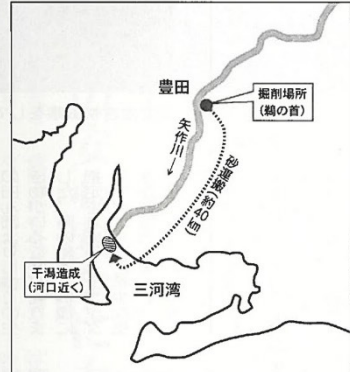 豊田
掘削場所
(鵜の首)
矢作川
砂運搬(約40km)
干潟造成
(河口近く)
三河湾